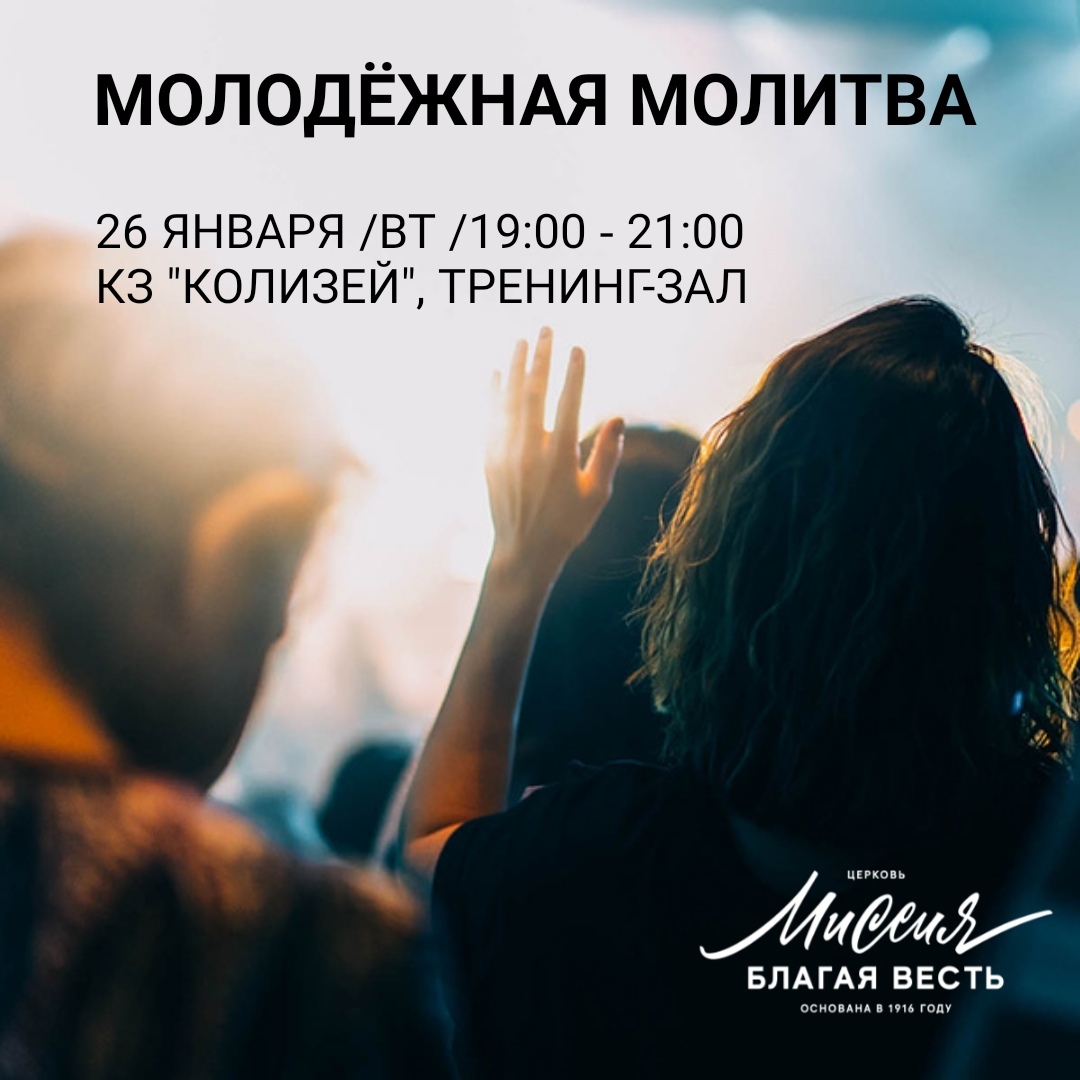 МОЛОДЁЖНАЯ МОЛИТВА
26 ЯНВАРЯ /ВТ /19:00 - 21:00
КЗ "КОЛИЗЕЙ", ТРЕНИНГ-ЗАЛ
ЦЕРКОВЬ
Миссия
БЛАГАЯ ВЕСТЬ
ОСНОВАНА В 1916 ГОДУ